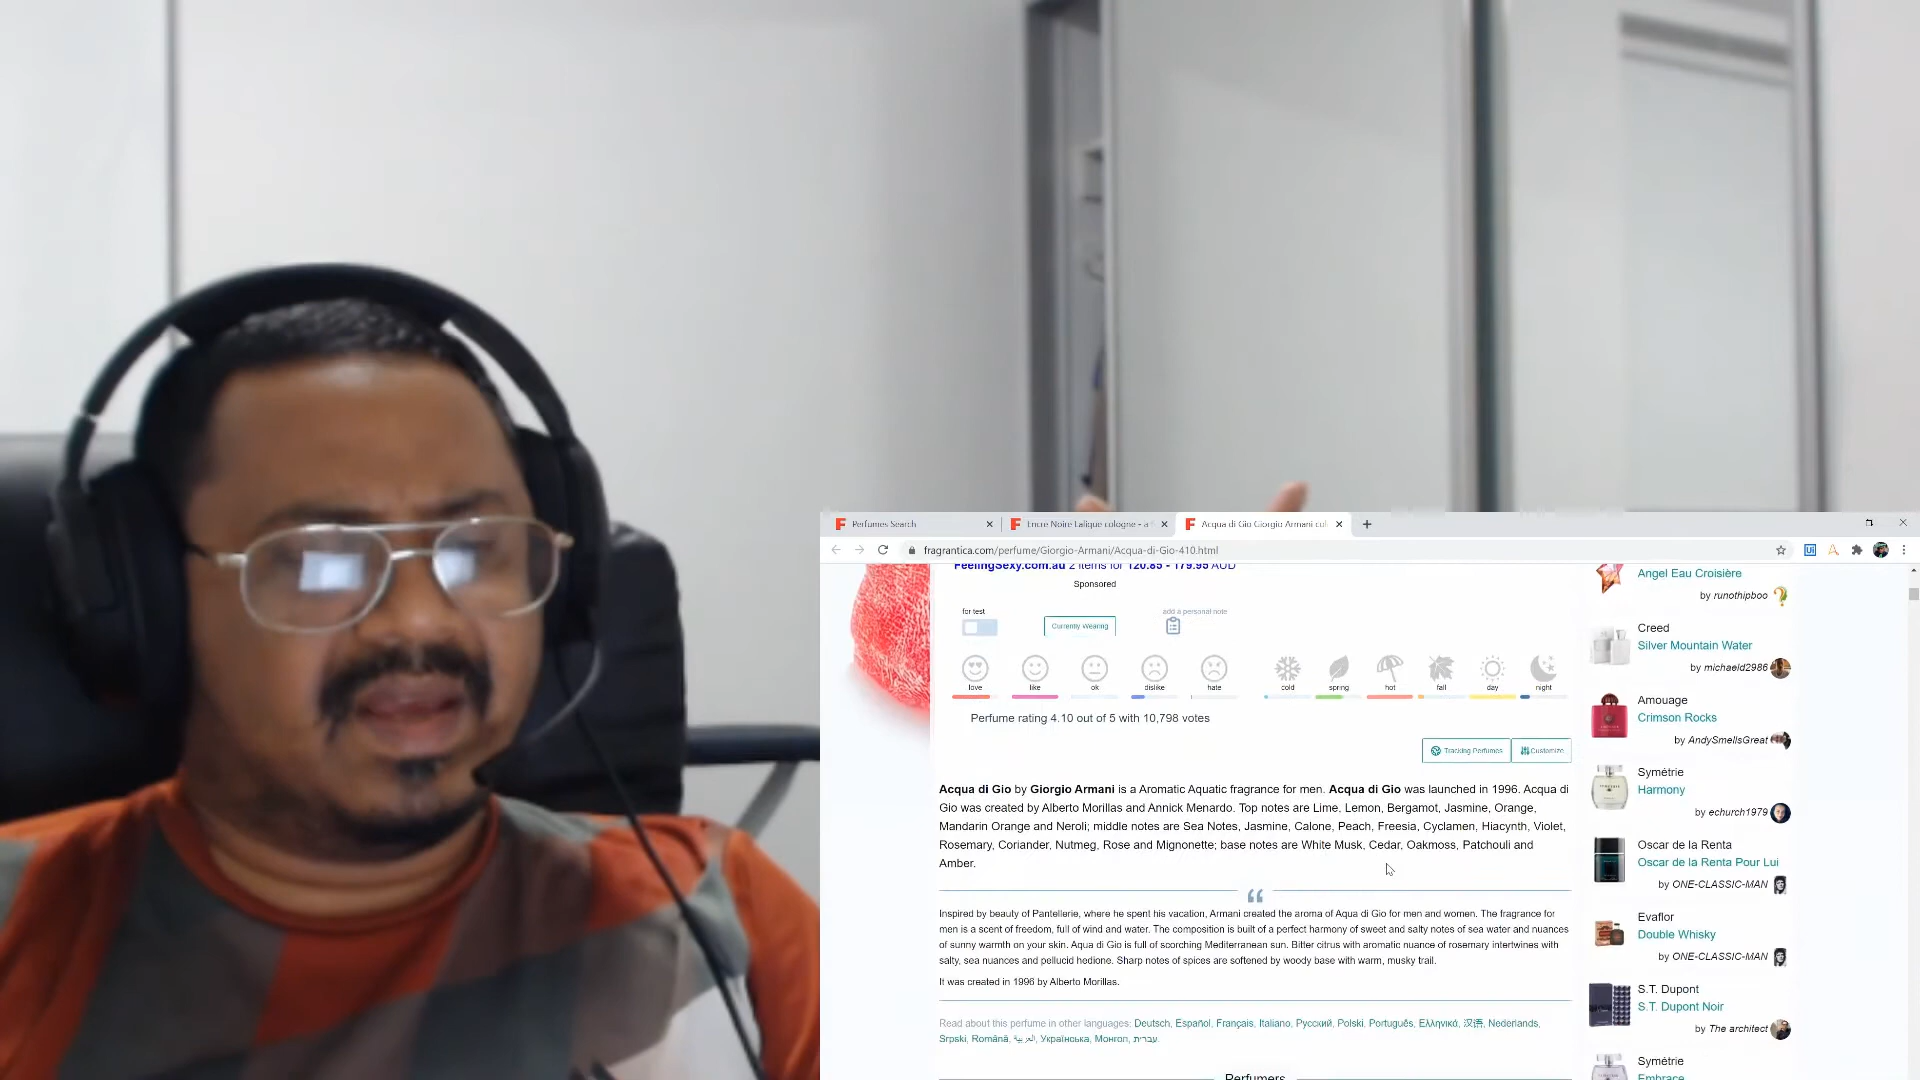 Perfumes Search
Encre Noire Lalique cologne - a
Acqua di Gio Giorgio Armani col
fragrantica.com/perfume/Giorgio-Armani/Acqua-di-Gio-410.html
FeelingSexy.com.au 2 items for 120.85 - 179.95 AUD
Sponsored
for test
Currently Wearing
add a personal note
love like ok dislike hate cold spring hot fall day night
Perfume rating 4.10 out of 5 with 10,798 votes
Tracking Perfumes Customize
Acqua di Gio by Giorgio Armani is a Aromatic Aquatic fragrance for men. Acqua di Gio was launched in 1996. Acqua di
Gio was created by Alberto Morillas and Annick Menardo. Top notes are Lime, Lemon, Bergamot, Jasmine, Orange,
Mandarin Orange and Neroli; middle notes are Sea Notes, Jasmine, Calone, Peach, Freesia, Cyclamen, Hiacynth, Violet,
Rosemary, Coriander, Nutmeg, Rose and Mignonette; base notes are White Musk, Cedar, Oakmoss, Patchouli and
Amber.
Inspired by beauty of Pantellerie, where he spent his vacation, Armani created the aroma of Aqua di Gio for men and women. The fragrance for
men is a scent of freedom, full of wind and water. The composition is built of a perfect harmony of sweet and salty notes of sea water and nuances
of sunny warmth on your skin. Aqua di Gio is full of scorching Mediterranean sun. Bitter citrus with aromatic nuance of rosemary intertwines with
salty, sea nuances and pellucid hedione. Sharp notes of spices are softened by woody base with warm, musky trail.
It was created in 1996 by Alberto Morillas.
Read about this perfume in other languages: Deutsch, Español, Français, Italiano, Русский, Polski, Português, Ελληνικά, 汉语, Nederlands,
Srpski, Română, العربية, Українська, Монгол, עברית.
Perfumers
Angel Eau Croisière
by runothipboo
Creed
Silver Mountain Water
by michaeld2986
Amouage
Crimson Rocks
by AndySmellsGreat
Symétrie
Harmony
by echurch1979
Oscar de la Renta
Oscar de la Renta Pour Lui
by ONE-CLASSIC-MAN
Evaflor
Double Whisky
by ONE-CLASSIC-MAN
S.T. Dupont
S.T. Dupont Noir
by The architect
Symétrie
Embrace